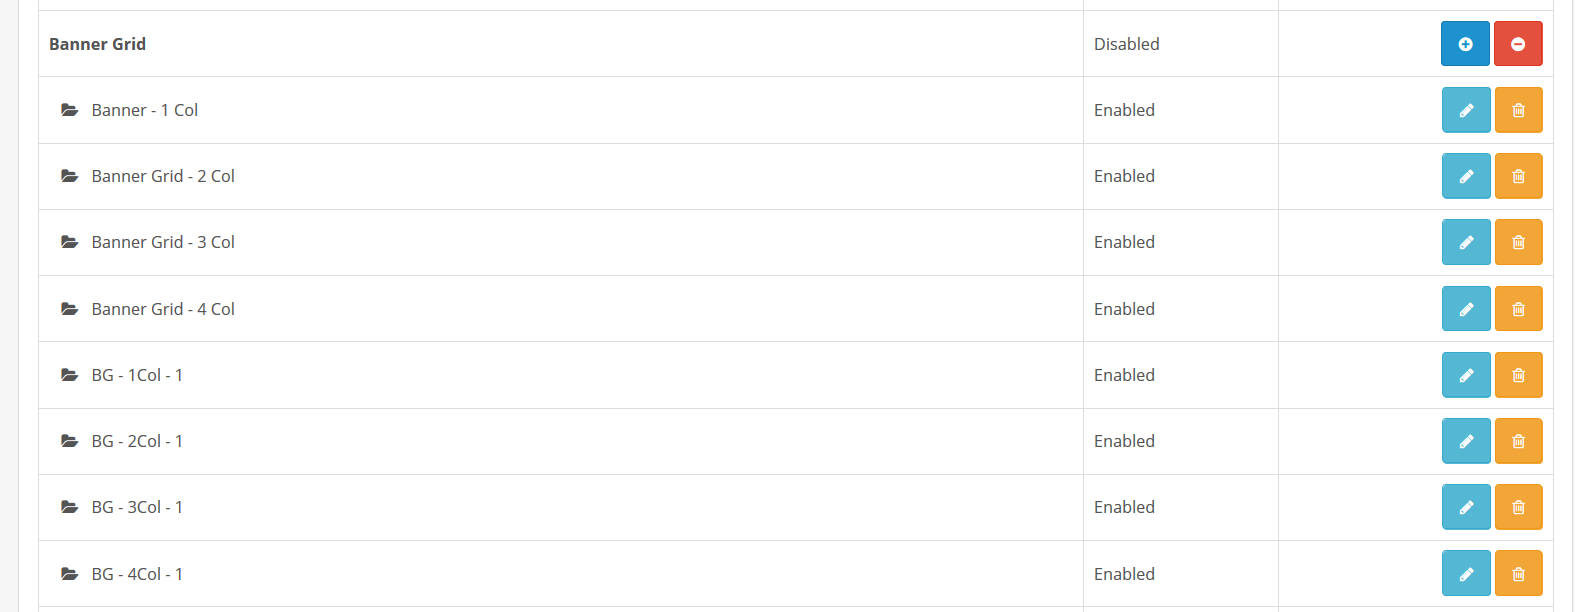 Banner Grid Disabled
Banner - 1 Col Enabled
Banner Grid - 2 Col Enabled
Banner Grid - 3 Col Enabled
Banner Grid - 4 Col Enabled
BG - 1Col - 1 Enabled
BG - 2Col - 1 Enabled
BG - 3Col - 1 Enabled
BG - 4Col - 1 Enabled